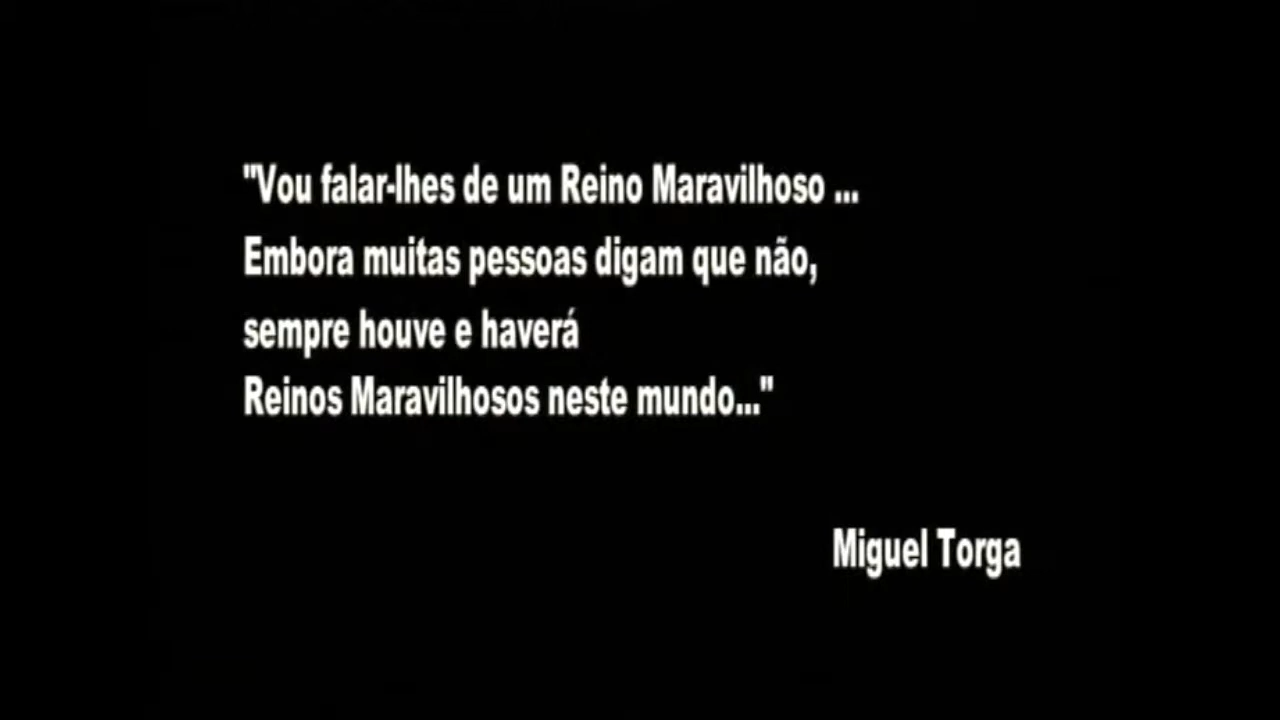 "Vou falar-lhes de um Reino Maravilhoso ...
Embora muitas pessoas digam que não,
sempre houve e haverá
Reinos Maravilhosos neste mundo..."
Miguel Torga